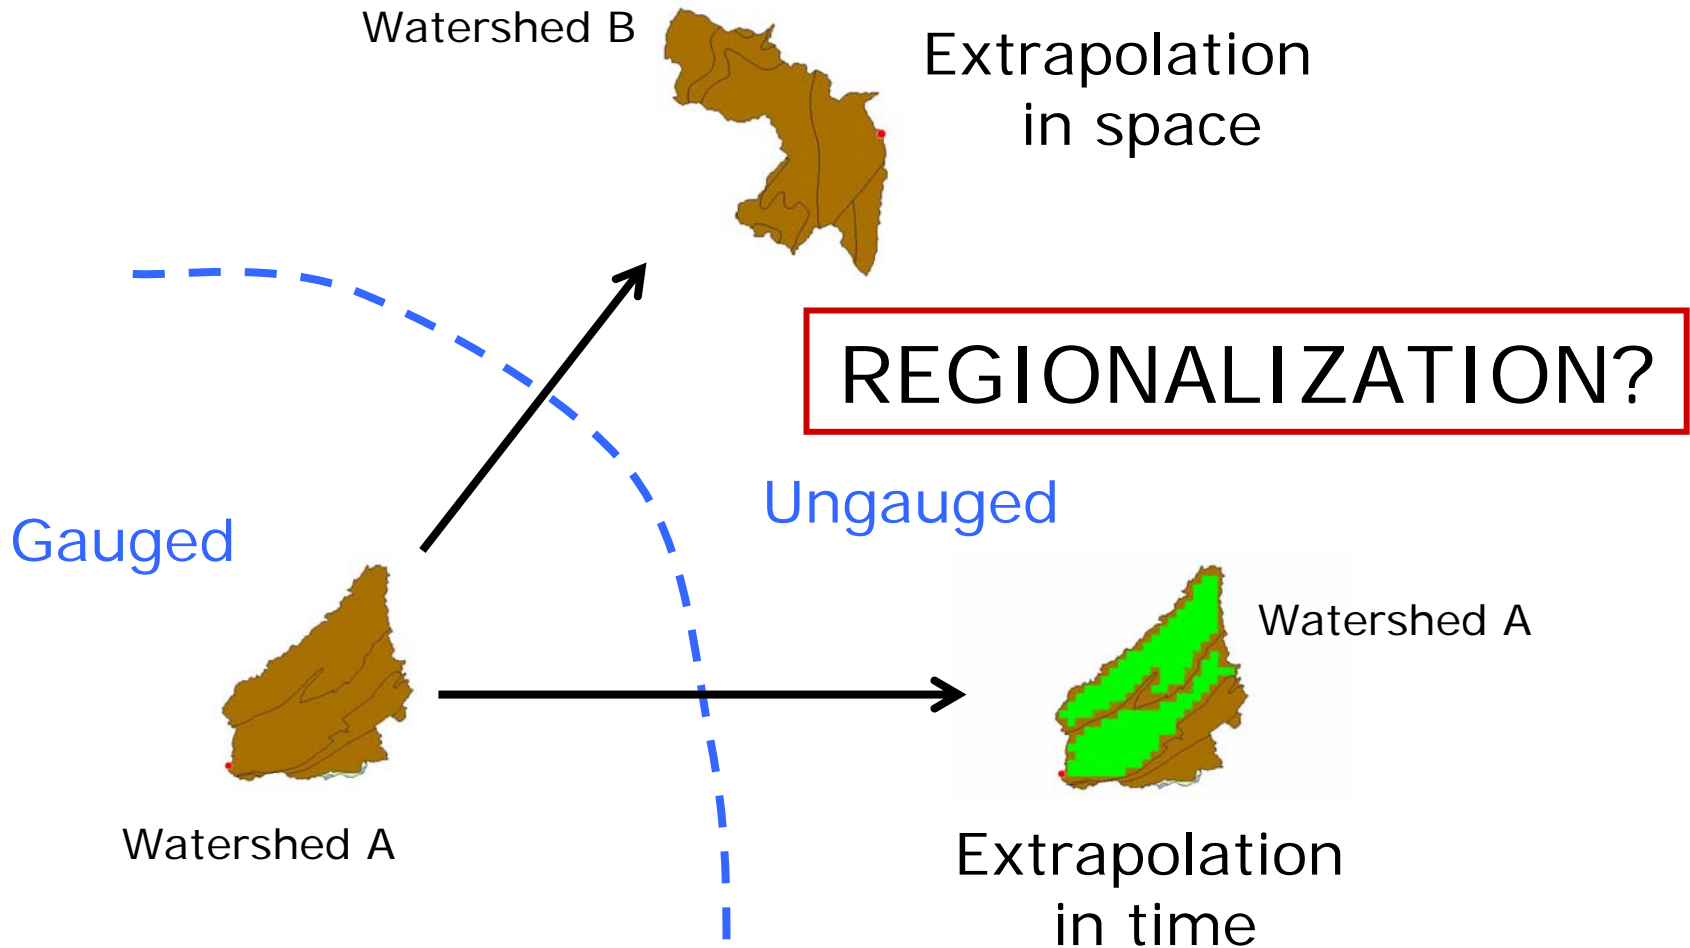 Watershed B
Extrapolation
in space
REGIONALIZATION?
Ungauged
Gauged
Watershed A
Watershed A
Extrapolation
in time